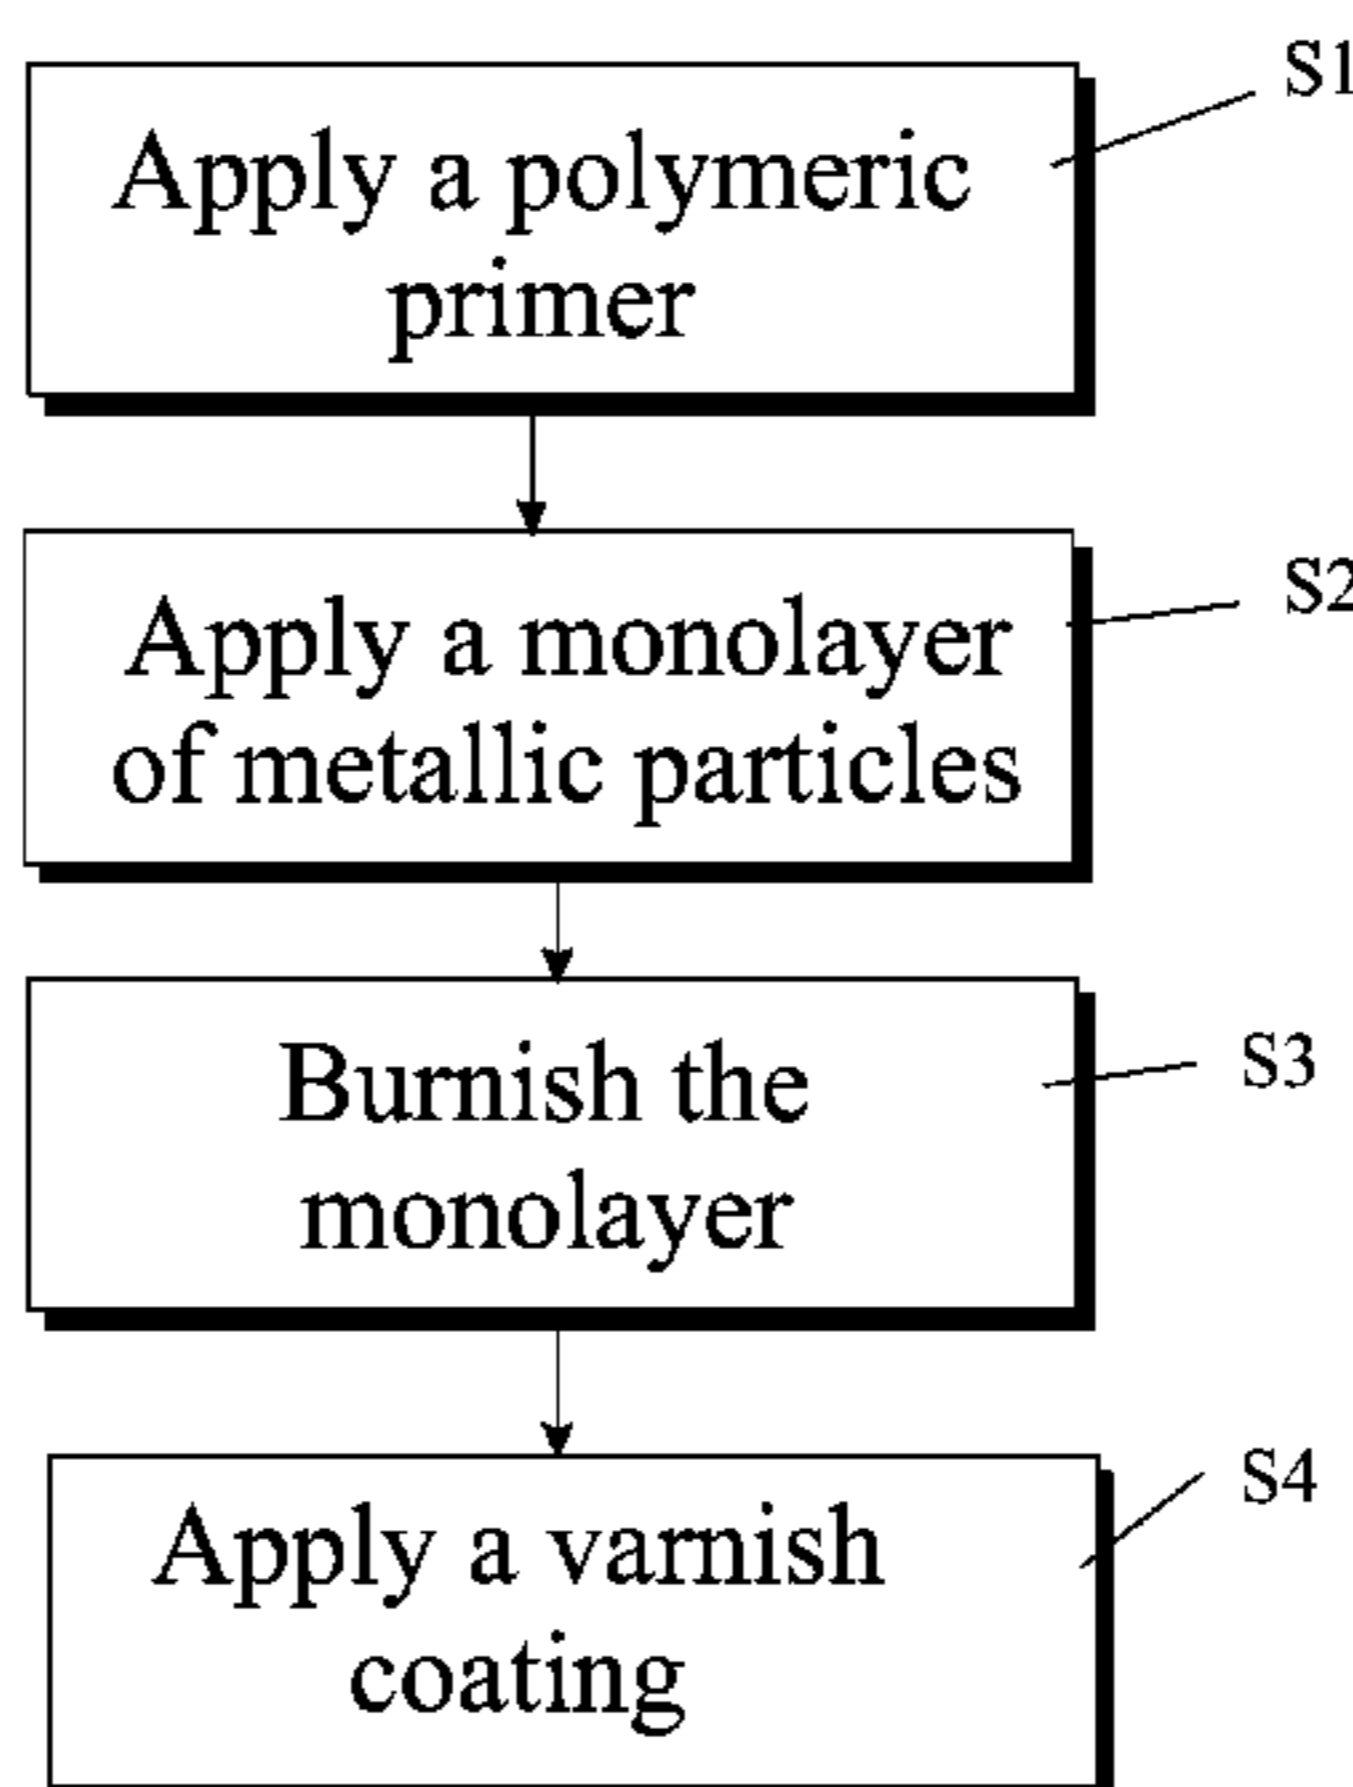 S1
Apply a polymeric
primer
S2
Apply a monolayer
of metallic particles
S3
Burnish the
monolayer
S4
Apply a varnish
coating